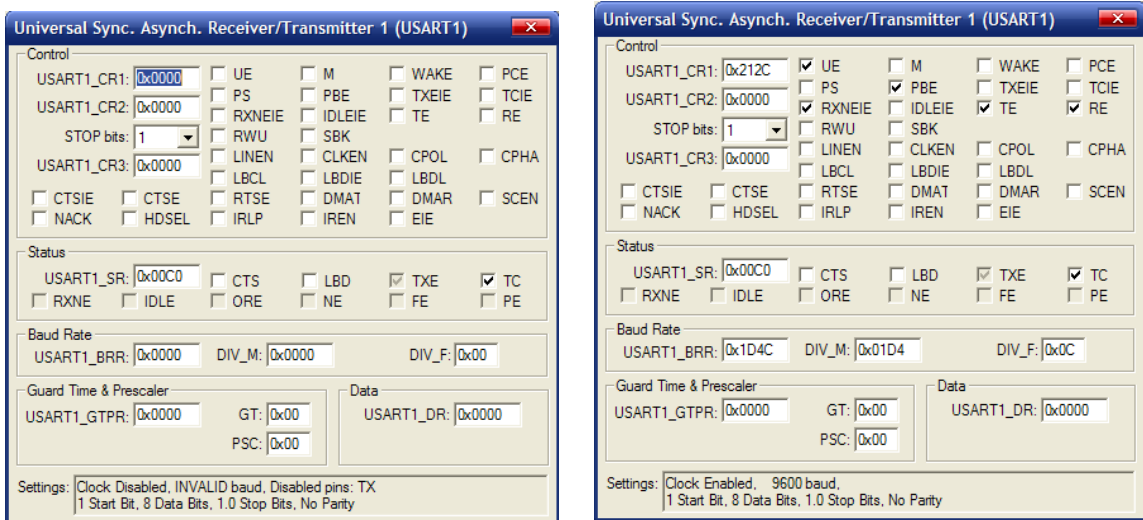 Universal Sync. Asynch. Receiver/Transmitter 1 (USART1)
Control
USART1_CR1: 0x0000 UE M WAKE PCE
PS PBE TXEIE TCIE
USART1_CR2: 0x0000
RXNEIE IDLEIE TE RE
STOP bits: 1 RWU SBK
USART1_CR3: 0x0000 LINEN CLKEN CPOL CPHA
LBCL LBDIE LBDL
CTSIE CTSE RTSE DMAT DMAR SCEN
NACK HDSEL IRLP IREN EIE
Status
USART1_SR: 0x00C0 CTS LBD TXE TC
RXNE IDLE ORE NE FE PE
Baud Rate
USART1_BRR: 0x0000 DIV_M: 0x0000 DIV_F: 0x00
Guard Time & Prescaler
USART1_GTPR: 0x0000 GT: 0x00
PSC: 0x00
Data
USART1_DR: 0x0000
Settings: Clock Disabled, INVALID baud, Disabled pins: TX
1 Start Bit, 8 Data Bits, 1.0 Stop Bits, No Parity
Universal Sync. Asynch. Receiver/Transmitter 1 (USART1)
Control
USART1_CR1: 0x212C UE M WAKE PCE
PS PBE TXEIE TCIE
USART1_CR2: 0x0000
RXNEIE IDLEIE TE RE
STOP bits: 1 RWU SBK
USART1_CR3: 0x0000 LINEN CLKEN CPOL CPHA
LBCL LBDIE LBDL
CTSIE CTSE RTSE DMAT DMAR SCEN
NACK HDSEL IRLP IREN EIE
Status
USART1_SR: 0x00C0 CTS LBD TXE TC
RXNE IDLE ORE NE FE PE
Baud Rate
USART1_BRR: 0x1D4C DIV_M: 0x01D4 DIV_F: 0x0C
Guard Time & Prescaler
USART1_GTPR: 0x0000 GT: 0x00
PSC: 0x00
Data
USART1_DR: 0x0000
Settings: Clock Enabled, 9600 baud,
1 Start Bit, 8 Data Bits, 1.0 Stop Bits, No Parity